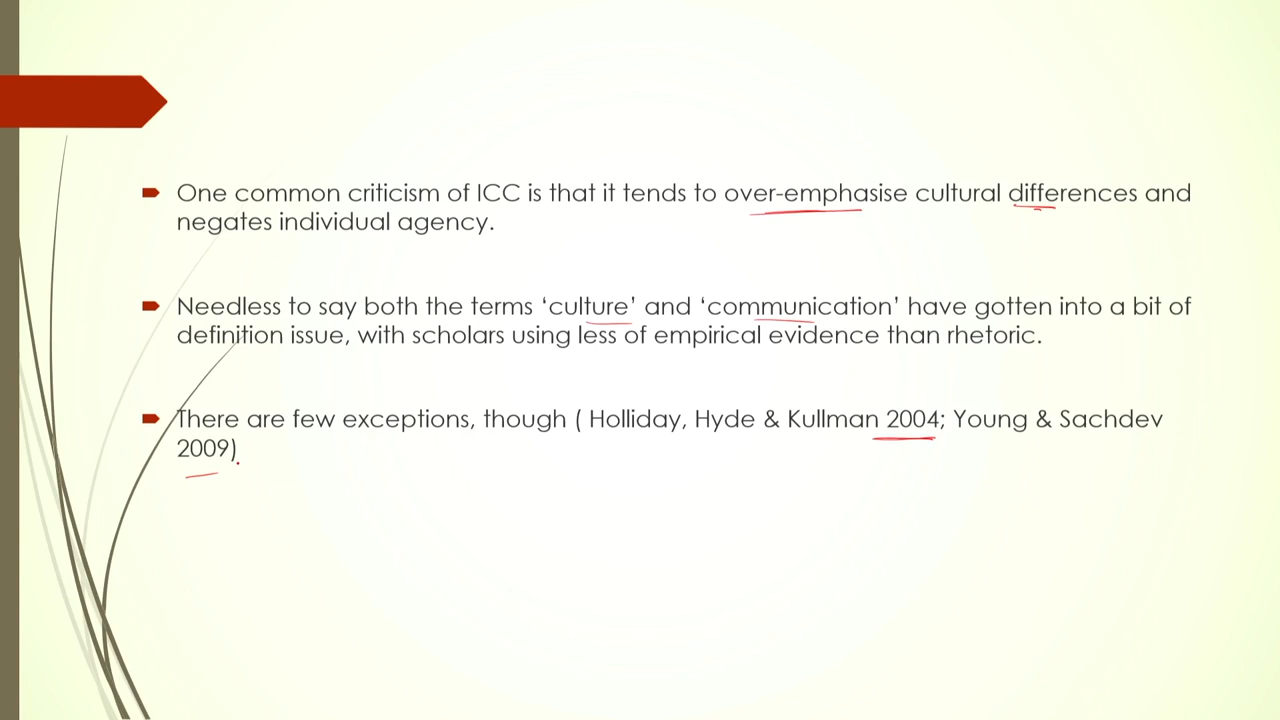 One common criticism of ICC is that it tends to over-emphasise cultural differences and
negates individual agency.
Needless to say both the terms ‘culture’ and ‘communication’ have gotten into a bit of
definition issue, with scholars using less of empirical evidence than rhetoric.
There are few exceptions, though ( Holliday, Hyde & Kullman 2004; Young & Sachdev
2009).